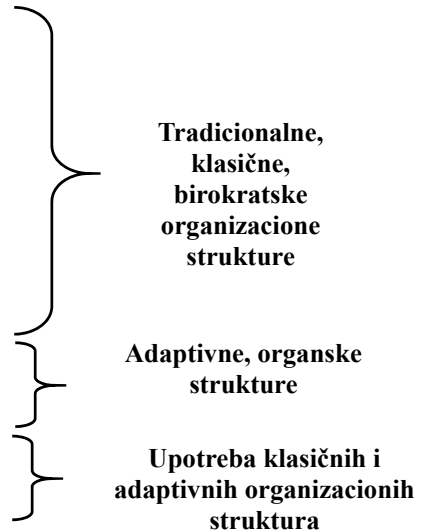 Tradicionalne,
klasične,
birokratske
organizacione
strukture
Adaptivne, organske
strukture
Upotreba klasičnih i
adaptivnih organizacionih
struktura